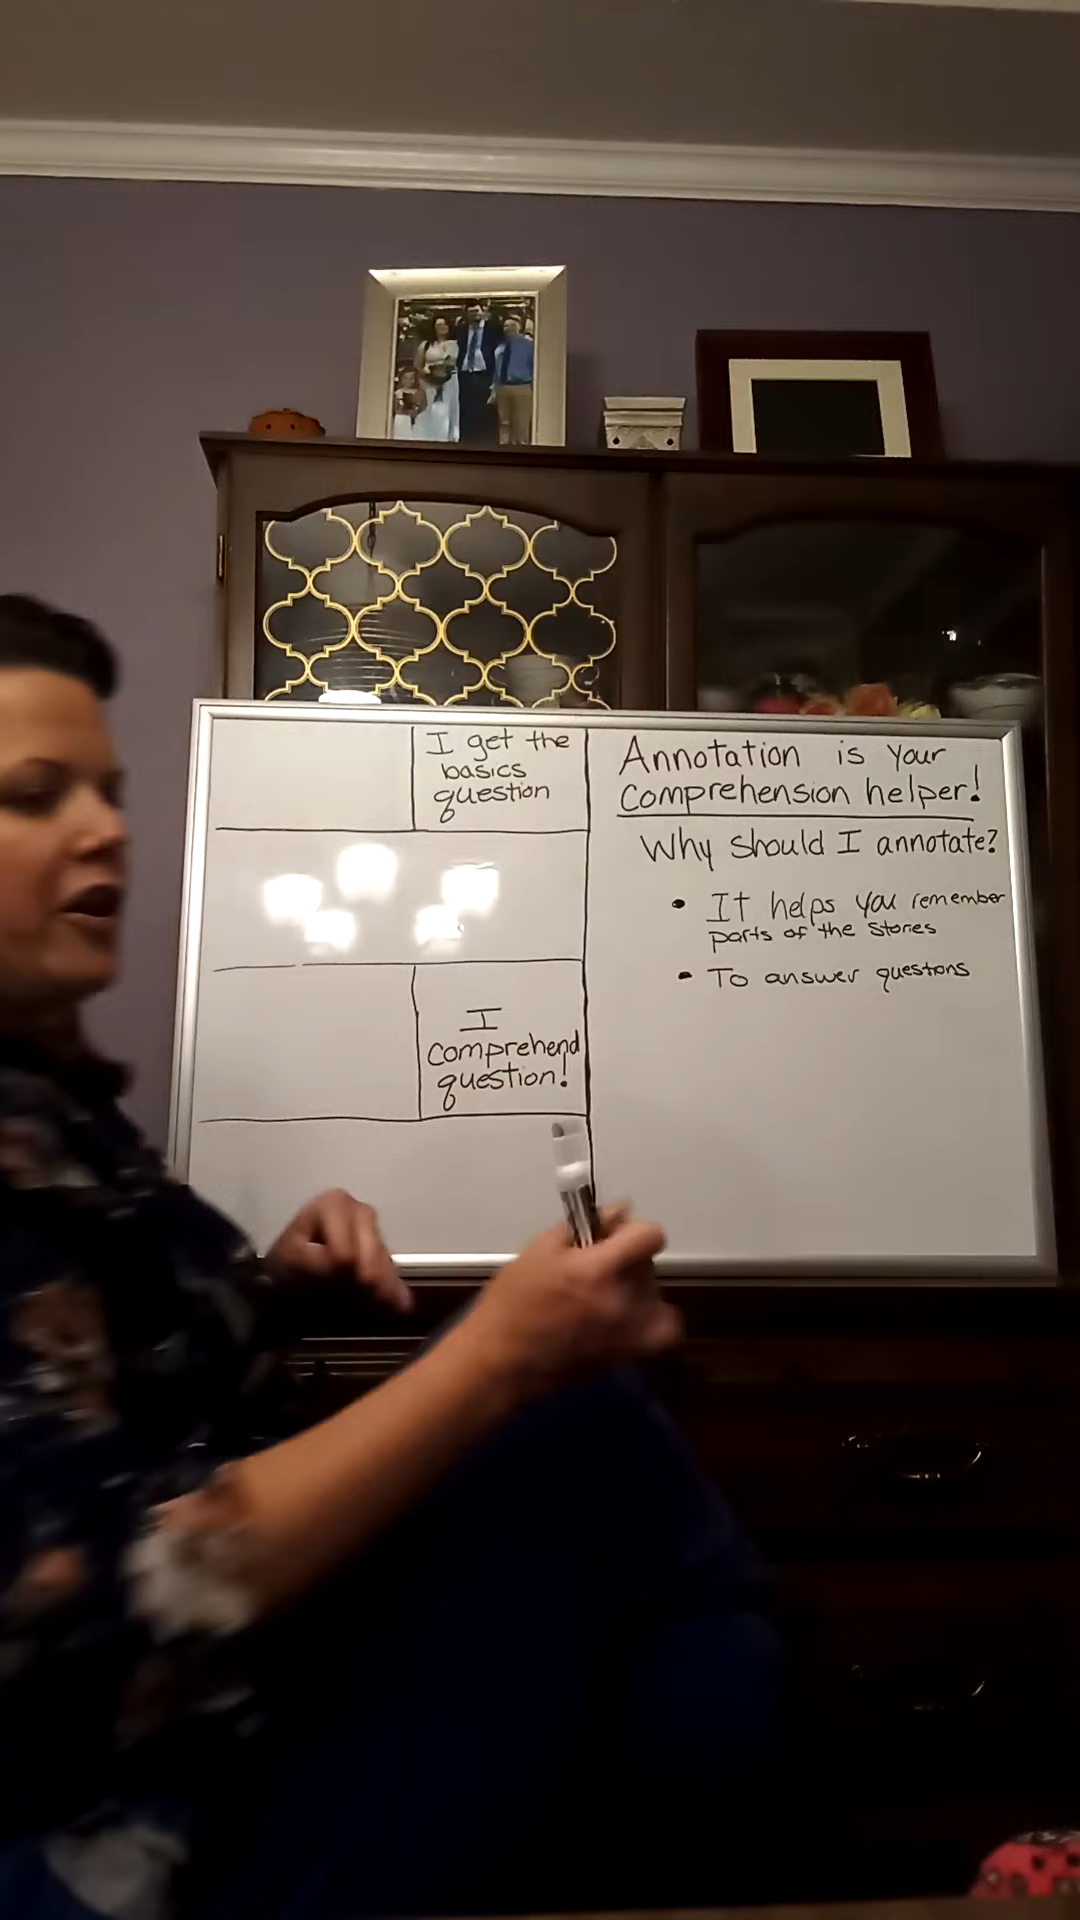 I get the
basics
question
I
comprehend
question!
Annotation is your
comprehension helper!
Why should I annotate?
• It helps you remember
parts of the stories
• To answer questions